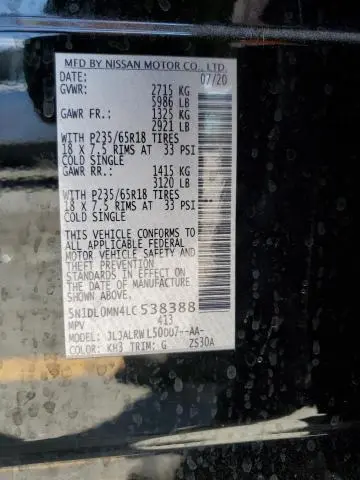 MFD BY NISSAN MOTOR CO., LTD.
DATE: 07/20
GVWR: 2715 KG
5986 LB
GAWR FR.: 1325 KG
2921 LB
WITH P235/65R18 TIRES
18 X 7.5 RIMS AT 33 PSI
COLD SINGLE
GAWR RR.: 1415 KG
3120 LB
WITH P235/65R18 TIRES
18 X 7.5 RIMS AT 33 PSI
COLD SINGLE
THIS VEHICLE CONFORMS TO
ALL APPLICABLE FEDERAL
MOTOR VEHICLE SAFETY AND
THEFT PREVENTION
STANDARDS IN EFFECT ON
THE DATE OF MANUFACTURE
SHOWN ABOVE.
5N1DL0MN4LC538388
MPV 413
MODEL: JLJALRWL50UU7--AA-
COLOR: KH3 TRIM: G ZS30A